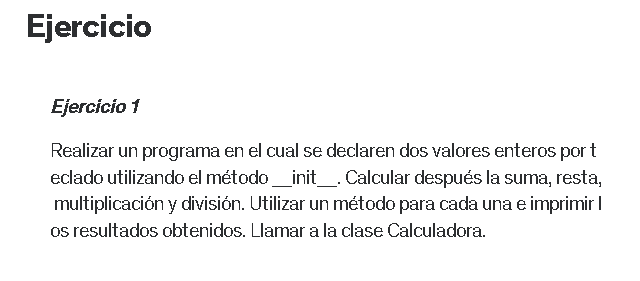 Ejercicio
Ejercicio 1
Realizar un programa en el cual se declaren dos valores enteros por t
eclado utilizando el método __init__. Calcular después la suma, resta,
multiplicación y división. Utilizar un método para cada una e imprimir l
os resultados obtenidos. Llamar a la clase Calculadora.